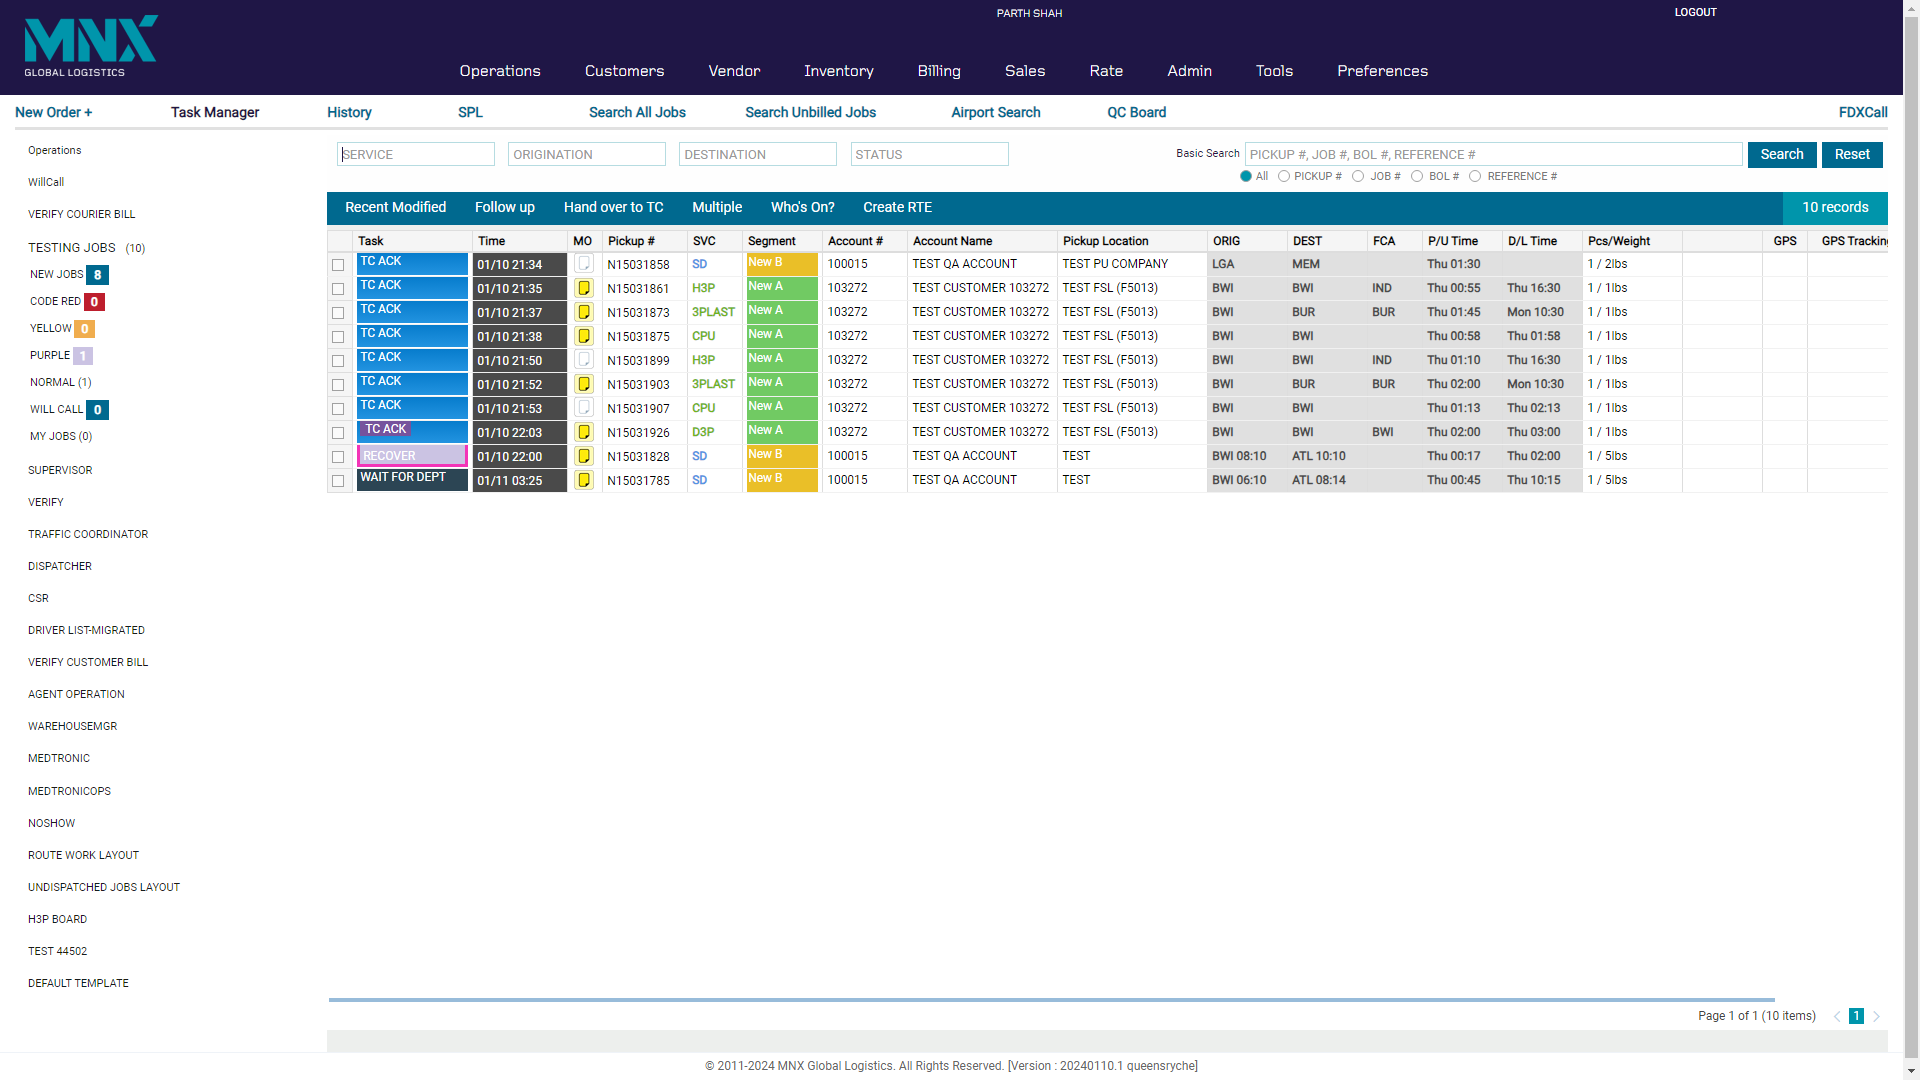 MNX
GLOBAL LOGISTICS
PARTH SHAH
LOGOUT
Operations Customers Vendor Inventory Billing Sales Rate Admin Tools Preferences
New Order + Task Manager History SPL Search All Jobs Search Unbilled Jobs Airport Search QC Board FDXCall
Operations
WillCall
VERIFY COURIER BILL
TESTING JOBS (10)
NEW JOBS 8
CODE RED 0
YELLOW 0
PURPLE 1
NORMAL (1)
WILL CALL 0
MY JOBS (0)
SUPERVISOR
VERIFY
TRAFFIC COORDINATOR
DISPATCHER
CSR
DRIVER LIST-MIGRATED
VERIFY CUSTOMER BILL
AGENT OPERATION
WAREHOUSEMGR
MEDTRONIC
MEDTRONICOPS
NOSHOW
ROUTE WORK LAYOUT
UNDISPATCHED JOBS LAYOUT
H3P BOARD
TEST 44502
DEFAULT TEMPLATE
SERVICE ORIGINATION DESTINATION STATUS Basic Search PICKUP #, JOB #, BOL #, REFERENCE # Search Reset
All PICKUP # JOB # BOL # REFERENCE #
Recent Modified Follow up Hand over to TC Multiple Who's On? Create RTE 10 records
Task Time MO Pickup # SVC Segment Account # Account Name Pickup Location ORIG DEST FCA P/U Time D/L Time Pcs/Weight GPS GPS Tracking
TC ACK 01/10 21:34 N15031858 SD New B 100015 TEST QA ACCOUNT TEST PU COMPANY LGA MEM Thu 01:30 1 / 2lbs
TC ACK 01/10 21:35 N15031861 H3P New A 103272 TEST CUSTOMER 103272 TEST FSL (F5013) BWI BWI IND Thu 00:55 Thu 16:30 1 / 1lbs
TC ACK 01/10 21:37 N15031873 3PLAST New A 103272 TEST CUSTOMER 103272 TEST FSL (F5013) BWI BUR BUR Thu 01:45 Mon 10:30 1 / 1lbs
TC ACK 01/10 21:38 N15031875 CPU New A 103272 TEST CUSTOMER 103272 TEST FSL (F5013) BWI BWI Thu 00:58 Thu 01:58 1 / 1lbs
TC ACK 01/10 21:50 N15031899 H3P New A 103272 TEST CUSTOMER 103272 TEST FSL (F5013) BWI BWI IND Thu 01:10 Thu 16:30 1 / 1lbs
TC ACK 01/10 21:52 N15031903 3PLAST New A 103272 TEST CUSTOMER 103272 TEST FSL (F5013) BWI BUR BUR Thu 02:00 Mon 10:30 1 / 1lbs
TC ACK 01/10 21:53 N15031907 CPU New A 103272 TEST CUSTOMER 103272 TEST FSL (F5013) BWI BWI Thu 01:13 Thu 02:13 1 / 1lbs
TC ACK 01/10 22:03 N15031926 D3P New A 103272 TEST CUSTOMER 103272 TEST FSL (F5013) BWI BWI BWI Thu 02:00 Thu 03:00 1 / 1lbs
RECOVER 01/10 22:00 N15031828 SD New B 100015 TEST QA ACCOUNT TEST BWI 08:10 ATL 10:10 Thu 00:17 Thu 02:00 1 / 5lbs
WAIT FOR DEPT 01/11 03:25 N15031785 SD New B 100015 TEST QA ACCOUNT TEST BWI 06:10 ATL 08:14 Thu 00:45 Thu 10:15 1 / 5lbs
Page 1 of 1 (10 items) 1
© 2011-2024 MNX Global Logistics. All Rights Reserved. [Version : 20240110.1 queensryche]